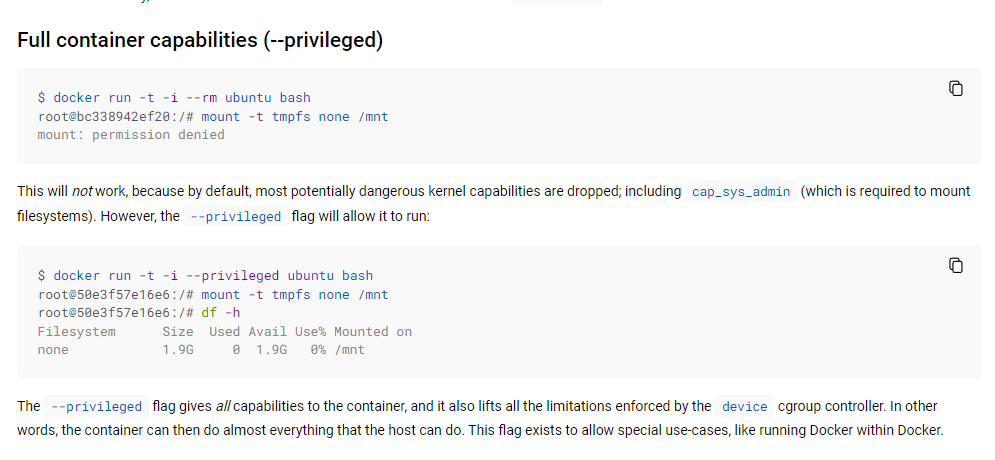 Full container capabilities (--privileged)
$ docker run -t -i --rm ubuntu bash
root@bc338942ef20:/# mount -t tmpfs none /mnt
mount: permission denied
This will not work, because by default, most potentially dangerous kernel capabilities are dropped; including cap_sys_admin (which is required to mount
filesystems). However, the --privileged flag will allow it to run:
$ docker run -t -i --privileged ubuntu bash
root@50e3f57e16e6:/# mount -t tmpfs none /mnt
root@50e3f57e16e6:/# df -h
Filesystem      Size  Used Avail Use% Mounted on
none            1.9G     0  1.9G   0% /mnt
The --privileged flag gives all capabilities to the container, and it also lifts all the limitations enforced by the device cgroup controller. In other
words, the container can then do almost everything that the host can do. This flag exists to allow special use-cases, like running Docker within Docker.